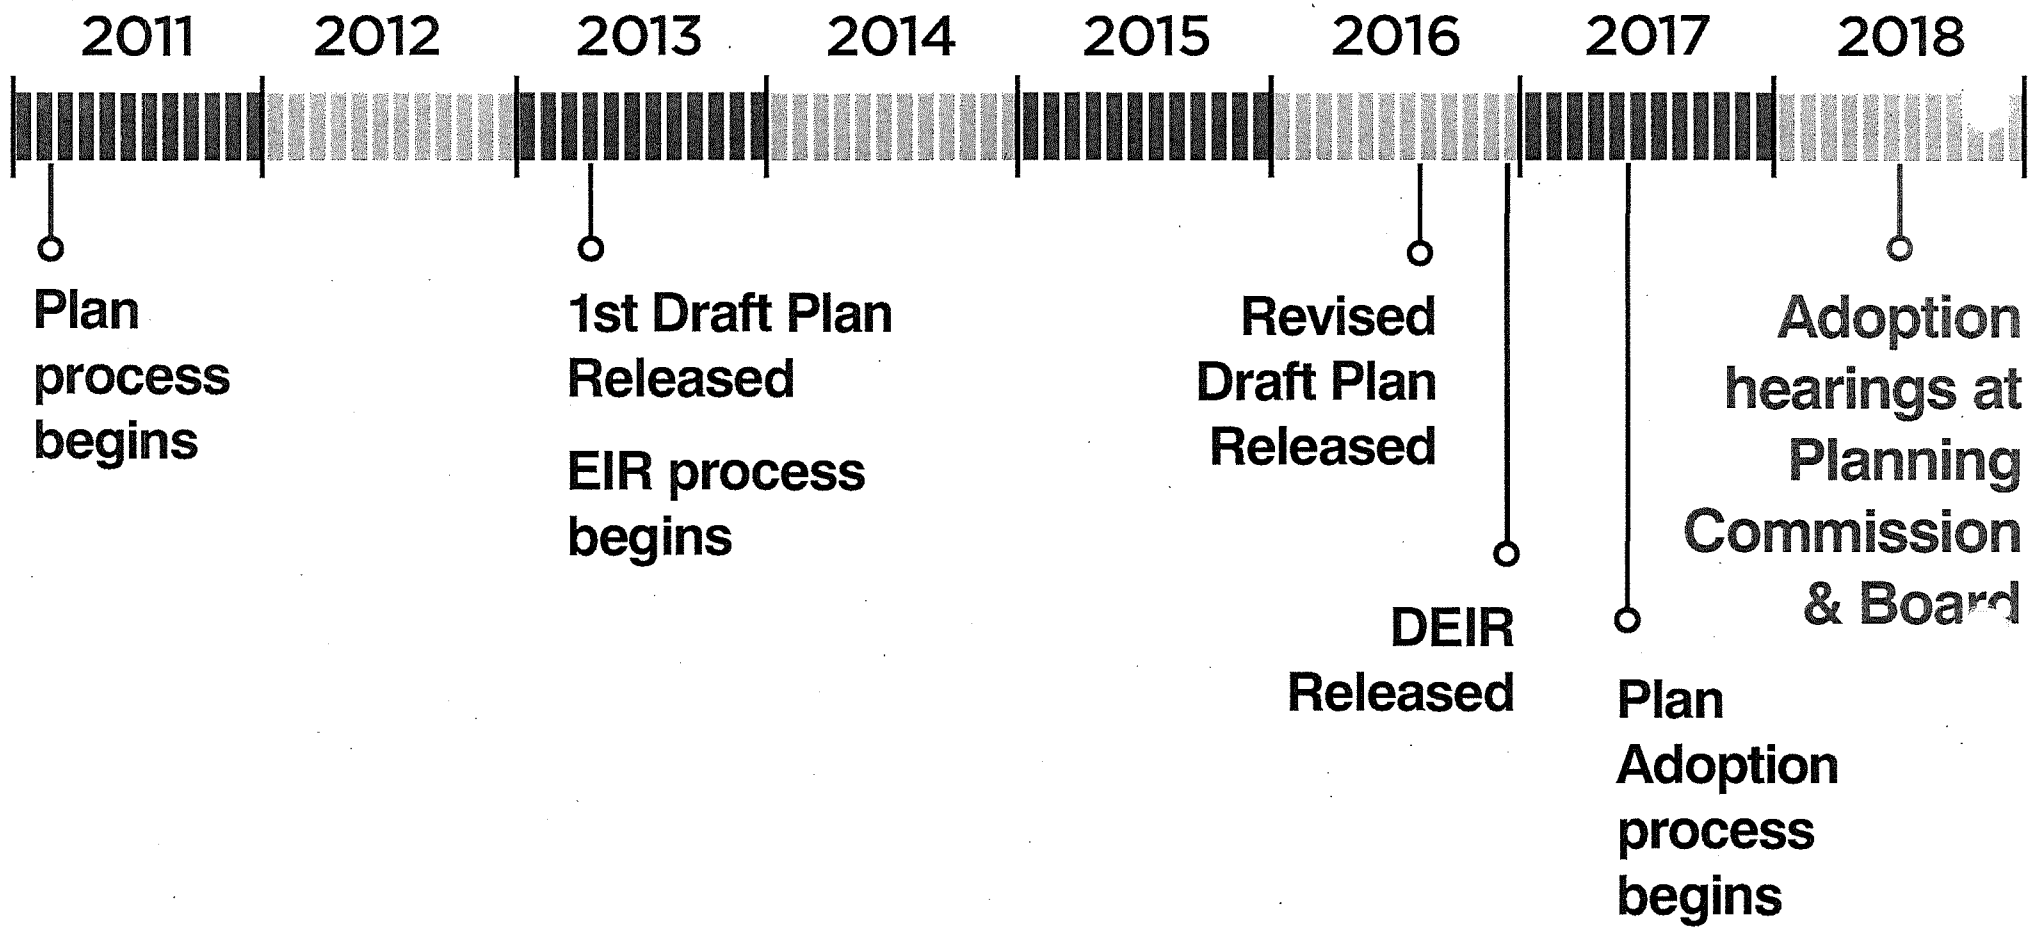 2011 2012 2013 2014 2015 2016 2017 2018
Plan
process
begins
1st Draft Plan
Released
EIR process
begins
Revised
Draft Plan
Released
DEIR
Released
Plan
Adoption
process
begins
Adoption
hearings at
Planning
Commission
& Board